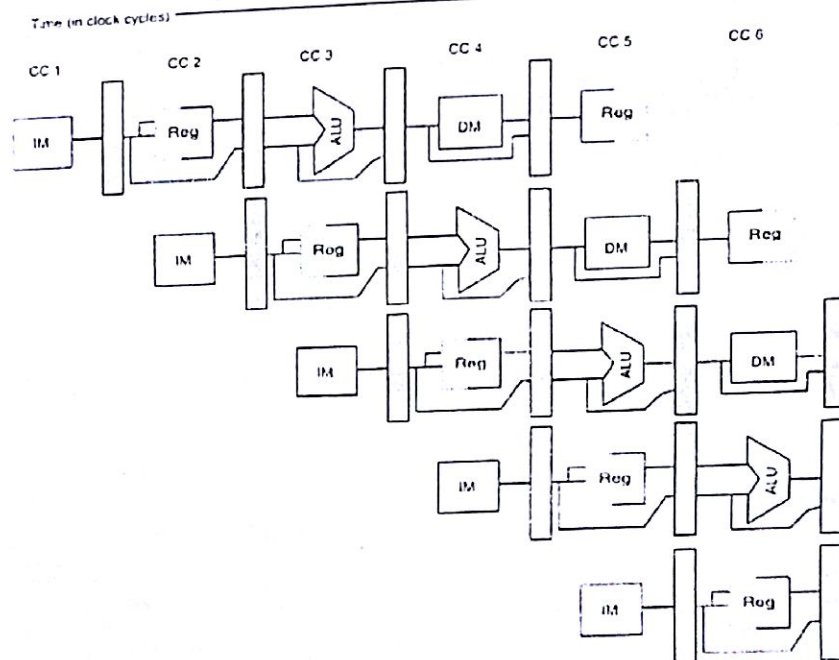 Time (in clock cycles)
CC 1 CC 2 CC 3 CC 4 CC 5 CC 6
IM Reg ALU DM Reg
IM Reg ALU DM Reg
IM Reg ALU DM
IM Reg ALU
IM Reg